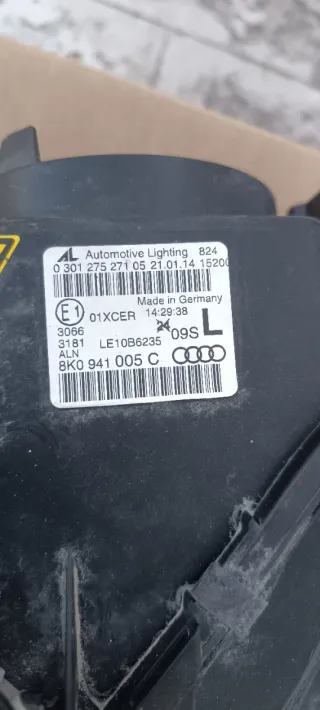 AL Automotive Lighting 824
0 301 275 271 05 21.01.14 15200
Made in Germany
E1 01XCER 14:29:38
3066 24 09S L
3181 LE10B6235
ALN
8K0 941 005 C